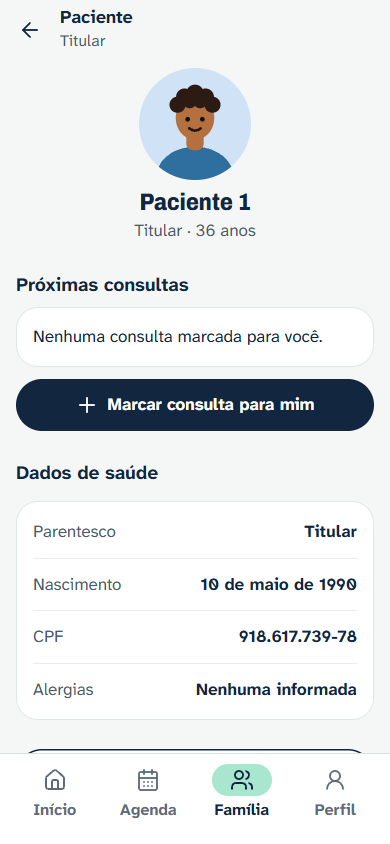 Paciente
Titular
Paciente 1
Titular · 36 anos
Próximas consultas
Nenhuma consulta marcada para você.
Marcar consulta para mim
Dados de saúde
Parentesco Titular
Nascimento 10 de maio de 1990
CPF 918.617.739-78
Alergias Nenhuma informada
Início Agenda Família Perfil